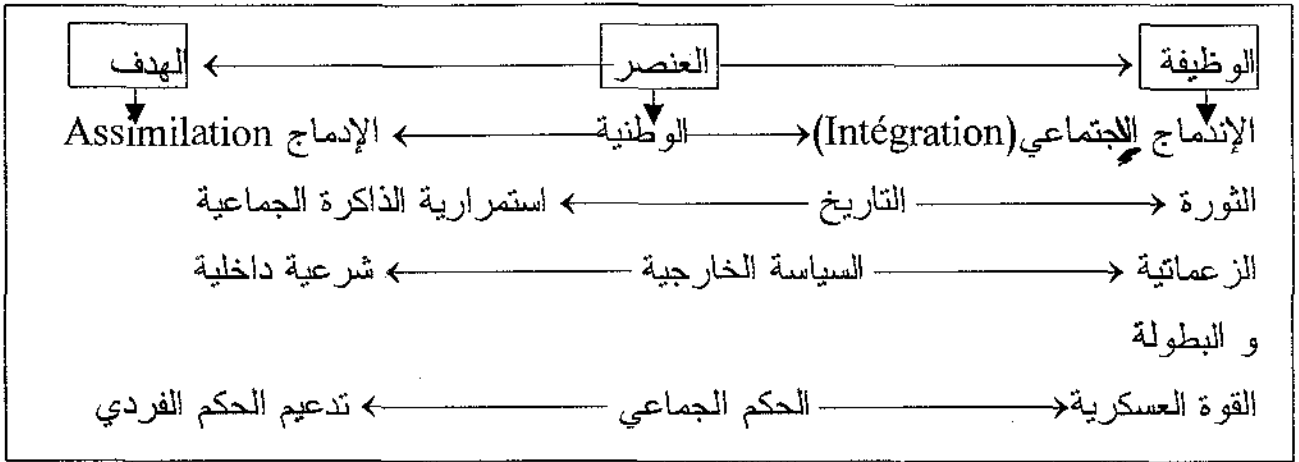 الوظيفة العنصر الهدف
الإندماج الاجتماعي (Intégration) الوطنية الإدماج Assimilation
الثورة التاريخ استمرارية الذاكرة الجماعية
الزعماتية السياسة الخارجية شرعية داخلية
و البطولة
القوة العسكرية الحكم الجماعي تدعيم الحكم الفردي